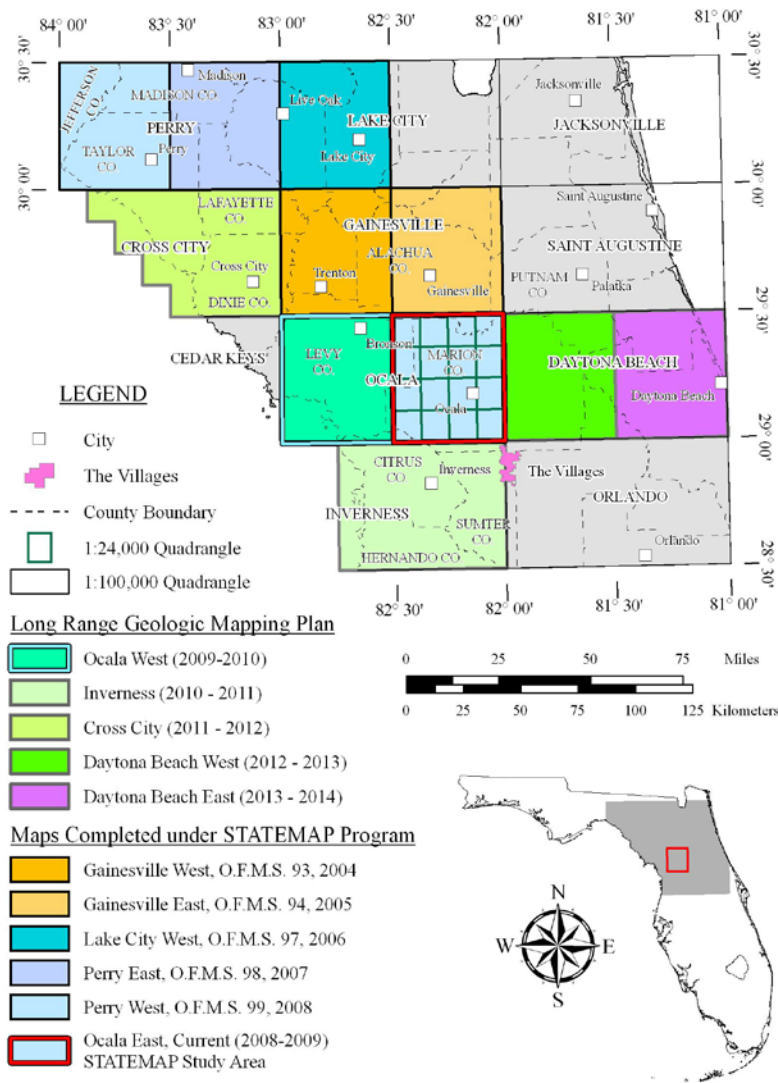 84° 00'
83° 30'
83° 00'
82° 30'
82° 00'
81° 30'
81° 00'
30° 30'
30° 30'
JEFFERSON CO.
Madison
MADISON CO.
PERRY
TAYLOR CO.
Perry
Live Oak
LAKE CITY
Lake City
Jacksonville
JACKSONVILLE
30° 00'
30° 00'
LAFAYETTE CO.
CROSS CITY
Cross City
DIXIE CO.
GAINESVILLE
ALACHUA CO.
Trenton
Gainesville
Saint Augustine
SAINT AUGUSTINE
PUTNAM CO
Palatka
29° 30'
CEDAR KEYS
Bronson
LEVY CO.
OCALA
MARION CO.
Ocala
DAYTONA BEACH
Daytona Beach
29° 00'
CITRUS CO
Inverness
The Villages
INVERNESS
SUMTER CO
HERNANDO CO.
ORLANDO
Orlando
28° 30'
82° 30'
82° 00'
81° 30'
81° 00'
LEGEND
City
The Villages
County Boundary
1:24,000 Quadrangle
1:100,000 Quadrangle
Long Range Geologic Mapping Plan
Ocala West (2009-2010)
Inverness (2010 - 2011)
Cross City (2011 - 2012)
Daytona Beach West (2012 - 2013)
Daytona Beach East (2013 - 2014)
0 25 50 75 Miles
0 25 50 75 100 125 Kilometers
Maps Completed under STATEMAP Program
Gainesville West, O.F.M.S. 93, 2004
Gainesville East, O.F.M.S. 94, 2005
Lake City West, O.F.M.S. 97, 2006
Perry East, O.F.M.S. 98, 2007
Perry West, O.F.M.S. 99, 2008
Ocala East, Current (2008-2009)
STATEMAP Study Area
N
W
E
S